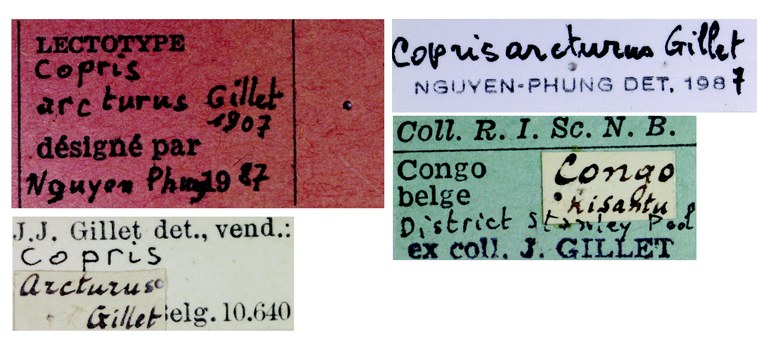 LECTOTYPE
Copris
arcturus Gillet
1907
désigné par
Nguyen Phung 1987
Copris arcturus Gillet
NGUYEN-PHUNG DET, 1987
Coll. R. I. Sc. N. B.
Congo
belge
Congo
Kisantu
District Stanley Pool
ex coll. J. GILLET
J.J. Gillet det., vend.:
Copris
Arcturus
Gillet
Belg. 10.640